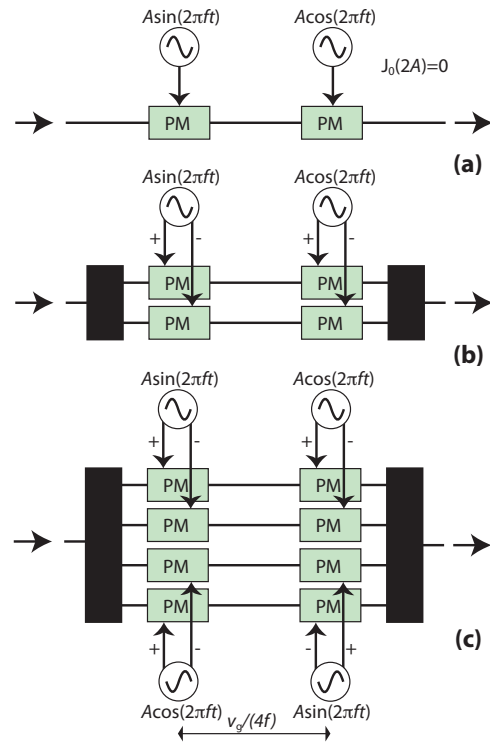 Asin(2πft) Acos(2πft)
J₀(2A)=0
PM PM
(a)
Asin(2πft) Acos(2πft)
+ - + -
PM PM
PM PM
(b)
Asin(2πft) Acos(2πft)
+ - + -
PM PM
PM PM
PM PM
PM PM
(c)
+ - - +
Acos(2πft) Asin(2πft)
v_g/(4f)